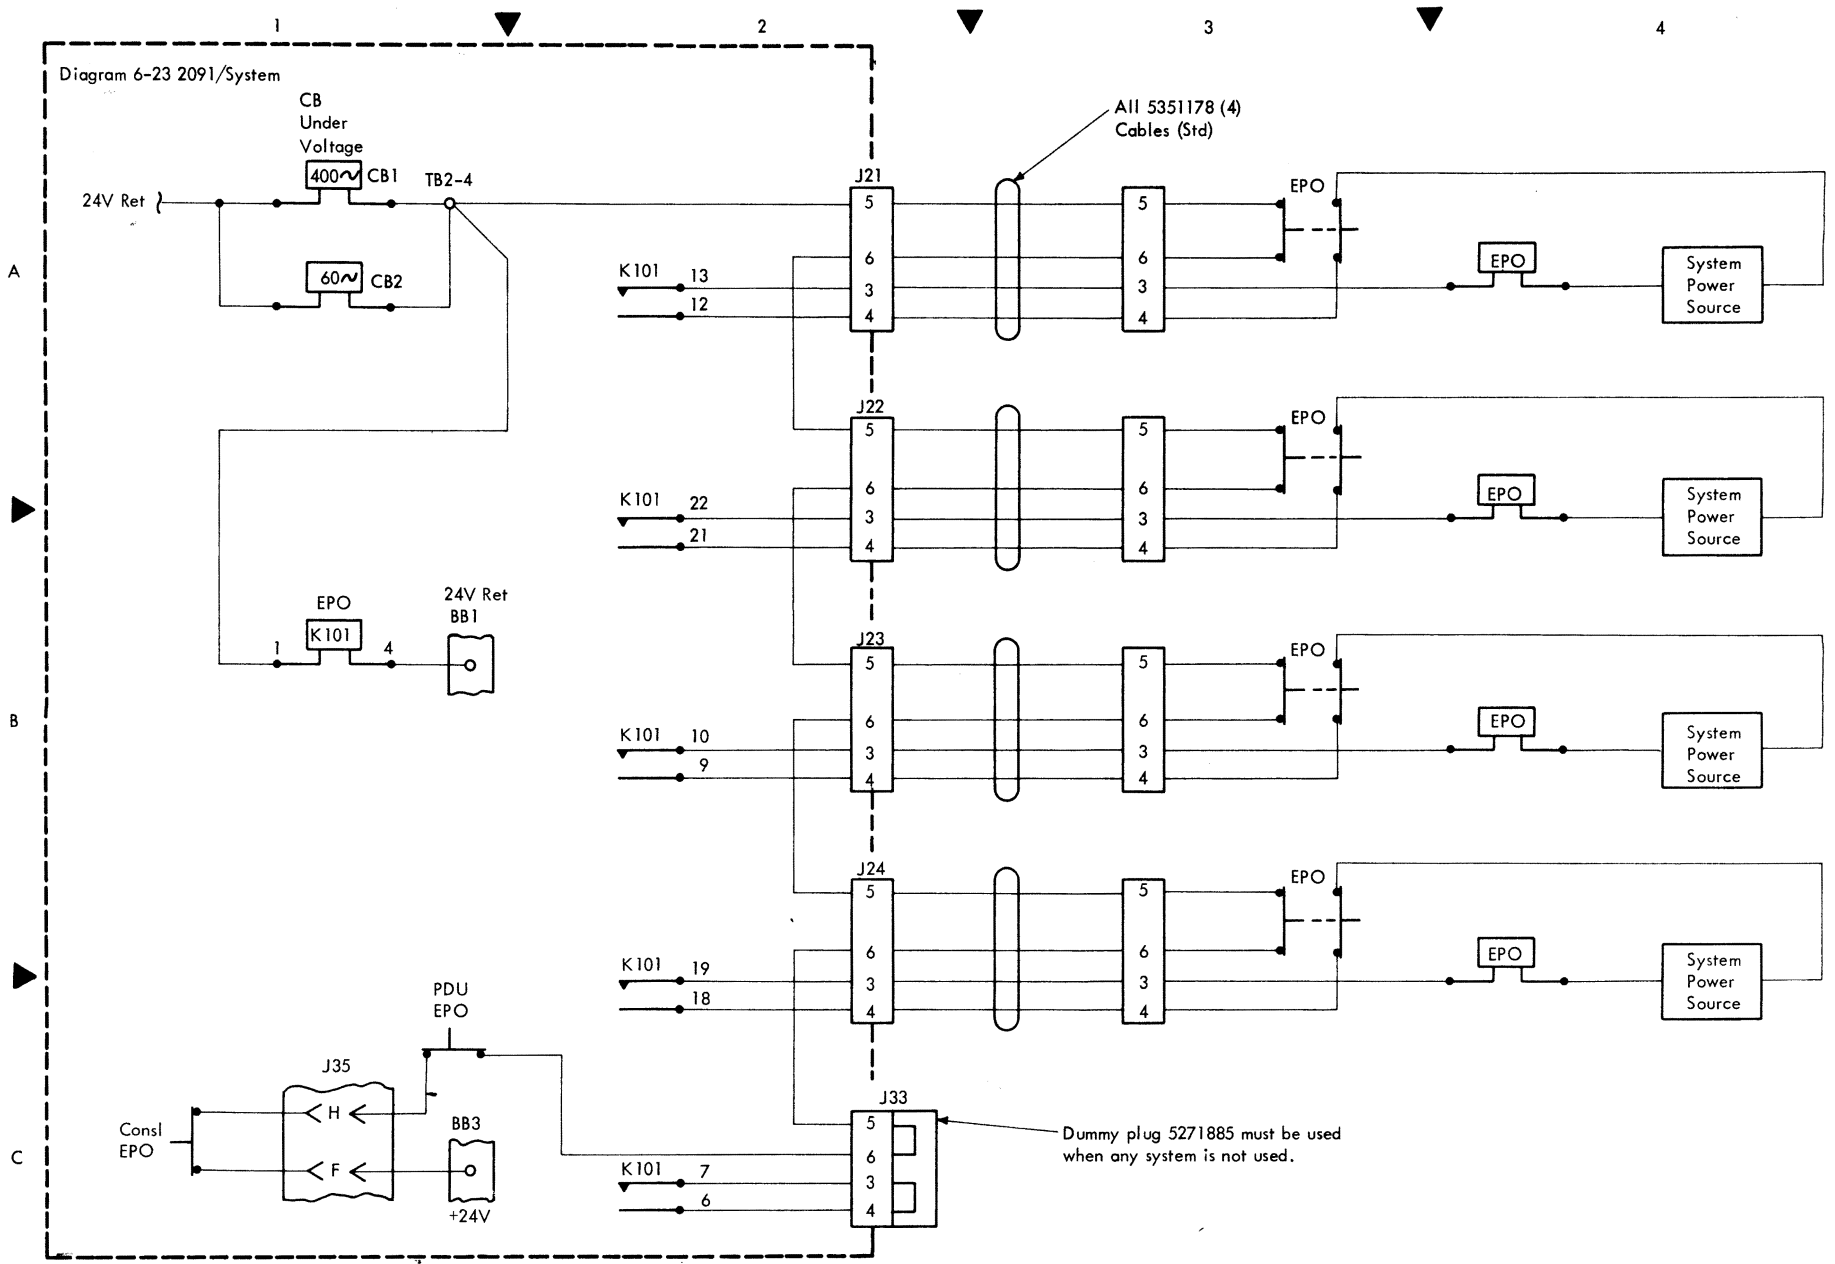 1 2 3 4
Diagram 6-23 2091/System
CB
Under
Voltage
400~ CB1
TB2-4
24V Ret
60~ CB2
A
All 5351178 (4)
Cables (Std)
J21
5
6
K101 13
3
12
4
5
6
3
4
EPO
EPO
System
Power
Source
J22
5
6
K101 22
3
21
4
5
6
3
4
EPO
EPO
System
Power
Source
EPO
K101
1 4
24V Ret
BB1
B
J23
5
6
K101 10
3
9
4
5
6
3
4
EPO
EPO
System
Power
Source
J24
5
6
K101 19
3
18
4
5
6
3
4
EPO
EPO
System
Power
Source
PDU
EPO
J35
H
F
Consl
EPO
BB3
+24V
C
J33
5
6
K101 7
3
6
4
Dummy plug 5271885 must be used
when any system is not used.